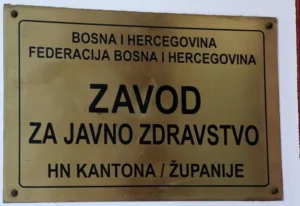 BOSNA I HERCEGOVINA
FEDERACIJA BOSNA I HERCEGOVINA
ZAVOD
ZA JAVNO ZDRAVSTVO
HN KANTONA / ŽUPANIJE